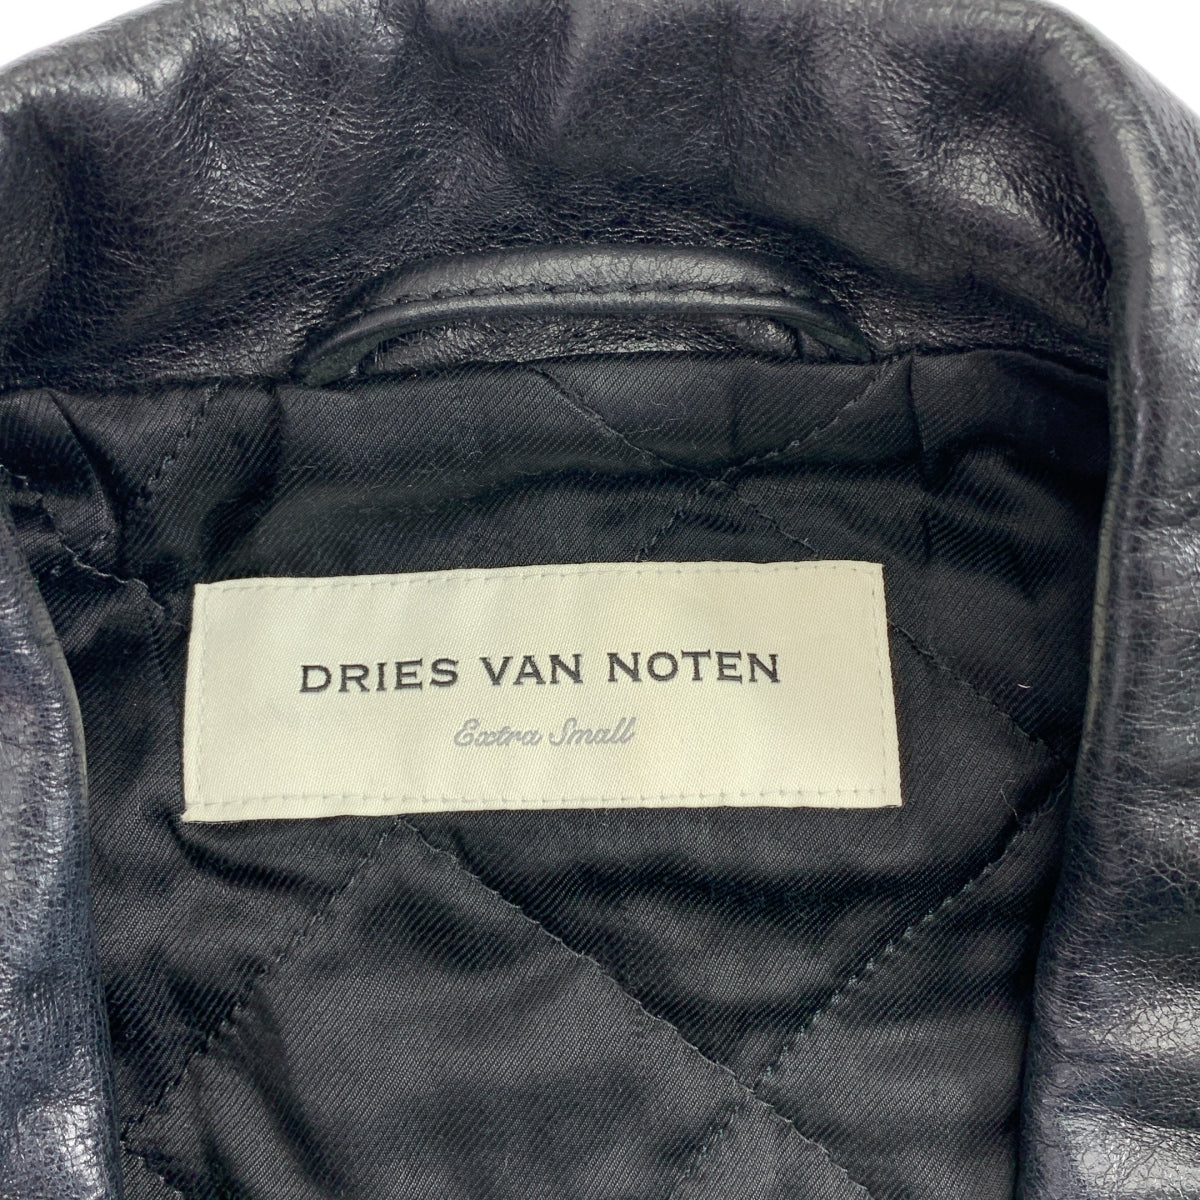 DRIES VAN NOTEN
Extra Small